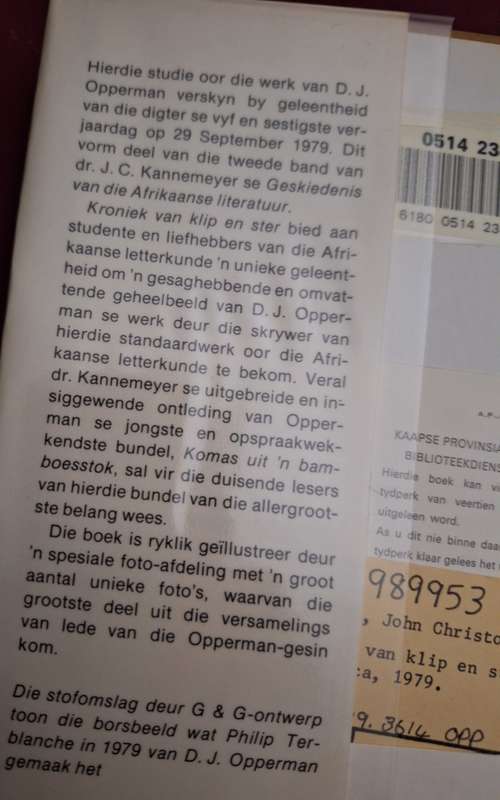 Hierdie studie oor die werk van D. J.
Opperman verskyn by geleentheid
van die digter se vyf en sestigste ver-
jaardag op 29 September 1979. Dit
vorm deel van die tweede band van
dr. J. C. Kannemeyer se Geskiedenis
van die Afrikaanse literatuur.
Kroniek van klip en ster bied aan
studente en liefhebbers van die Afri-
kaanse letterkunde 'n unieke geleent-
heid om 'n gesaghebbende en omvat-
tende geheelbeeld van D. J. Opper-
man se werk deur die skrywer van
hierdie standaardwerk oor die Afri-
kaanse letterkunde te bekom. Veral
dr. Kannemeyer se uitgebreide en in-
siggewende ontleding van Opper-
man se jongste en opspraakwek-
kendste bundel, Komas uit 'n bam-
boesstok, sal vir die duisende lesers
van hierdie bundel van die allergroot-
ste belang wees.
Die boek is ryklik geïllustreer deur
'n spesiale foto-afdeling met 'n groot
aantal unieke foto's, waarvan die
grootste deel uit die versamelings
van lede van die Opperman-gesin
kom.
Die stofomslag deur G & G-ontwerp
toon die borsbeeld wat Philip Ter-
blanche in 1979 van D. J. Opperman
gemaak het
0514 23
6180 0514 23
KAAPSE PROVINSIA
BIBLIOTEEKDIENS
Hierdie boek kan vi
tydperk van veertien
uitgeleen word.
As u dit nie binne daa
tydperk klaar gelees het
989953
, John Christo
van klip en s
ca, 1979.
9. 3614 OPP